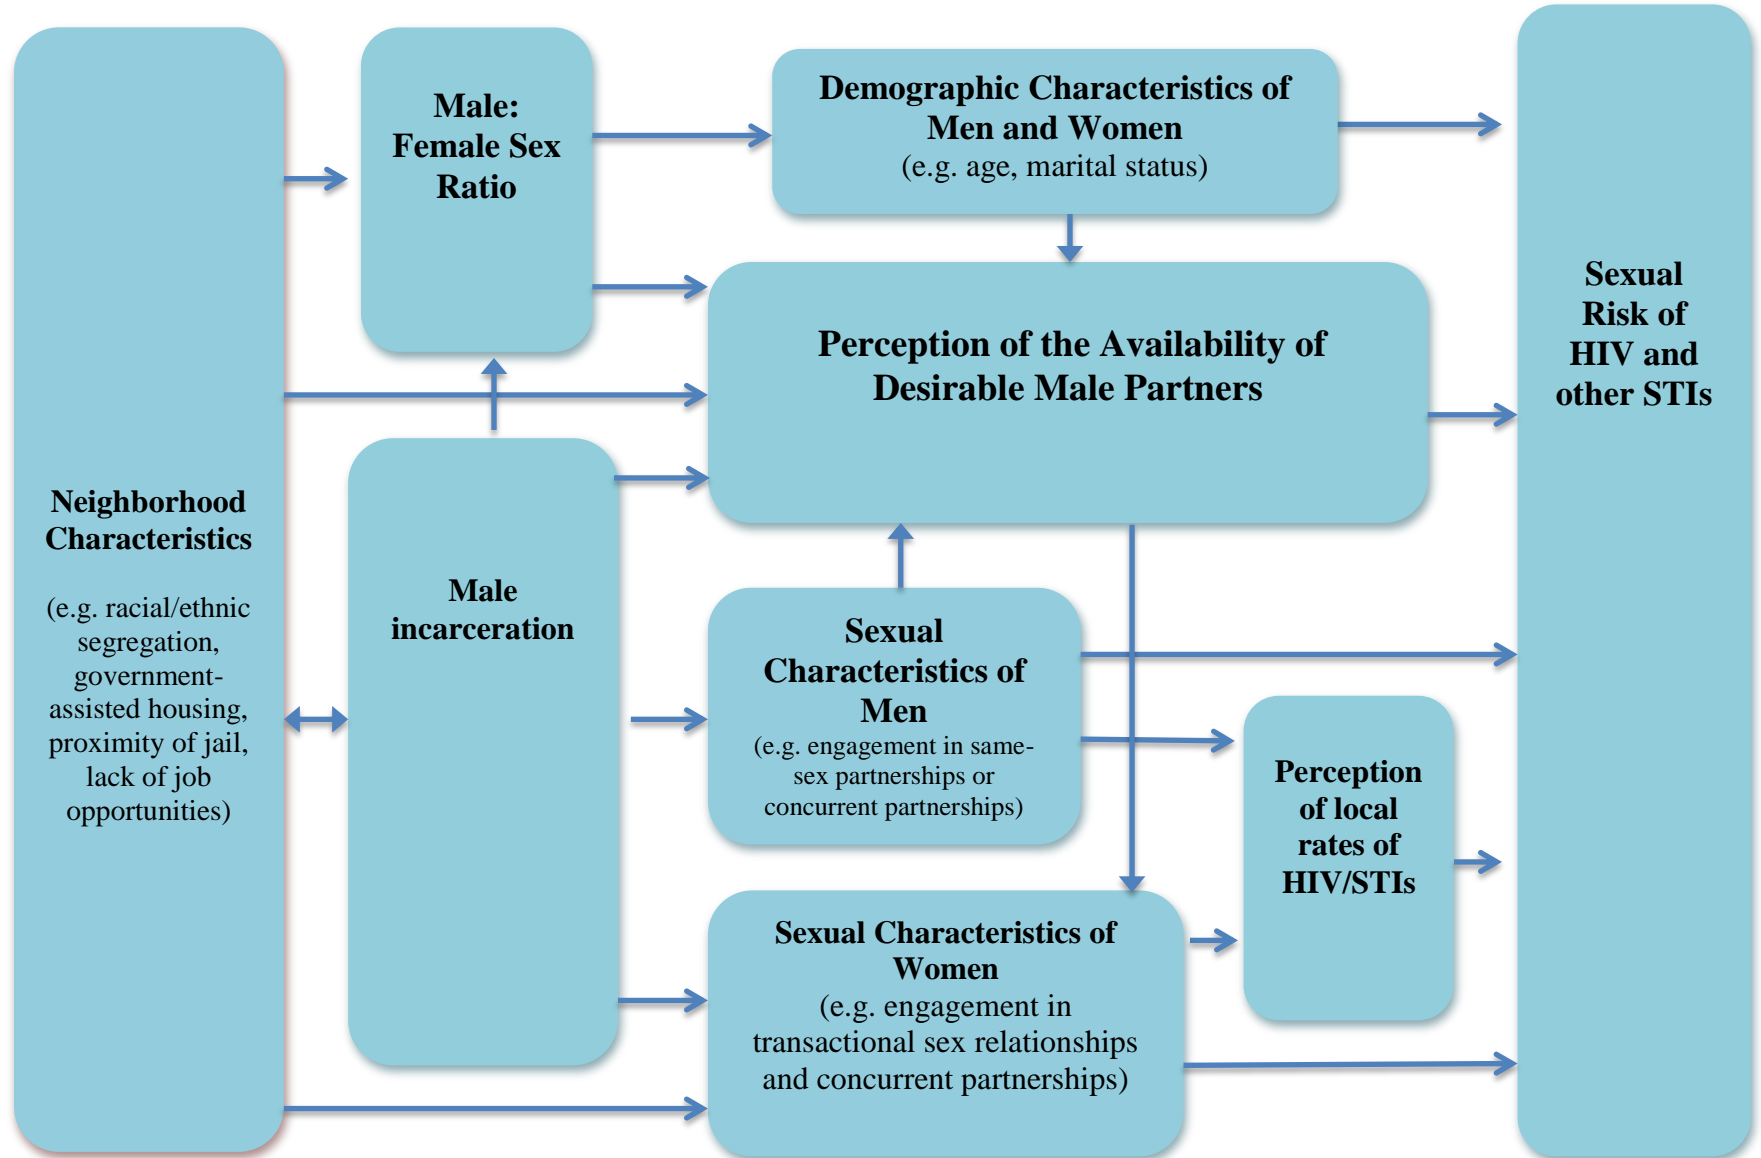 Neighborhood
Characteristics
(e.g. racial/ethnic
segregation,
government-
assisted housing,
proximity of jail,
lack of job
opportunities)
Male:
Female Sex
Ratio
Male
incarceration
Demographic Characteristics of
Men and Women
(e.g. age, marital status)
Perception of the Availability of
Desirable Male Partners
Sexual
Characteristics of
Men
(e.g. engagement in same-
sex partnerships or
concurrent partnerships)
Sexual Characteristics of
Women
(e.g. engagement in
transactional sex relationships
and concurrent partnerships)
Perception
of local
rates of
HIV/STIs
Sexual
Risk of
HIV and
other STIs